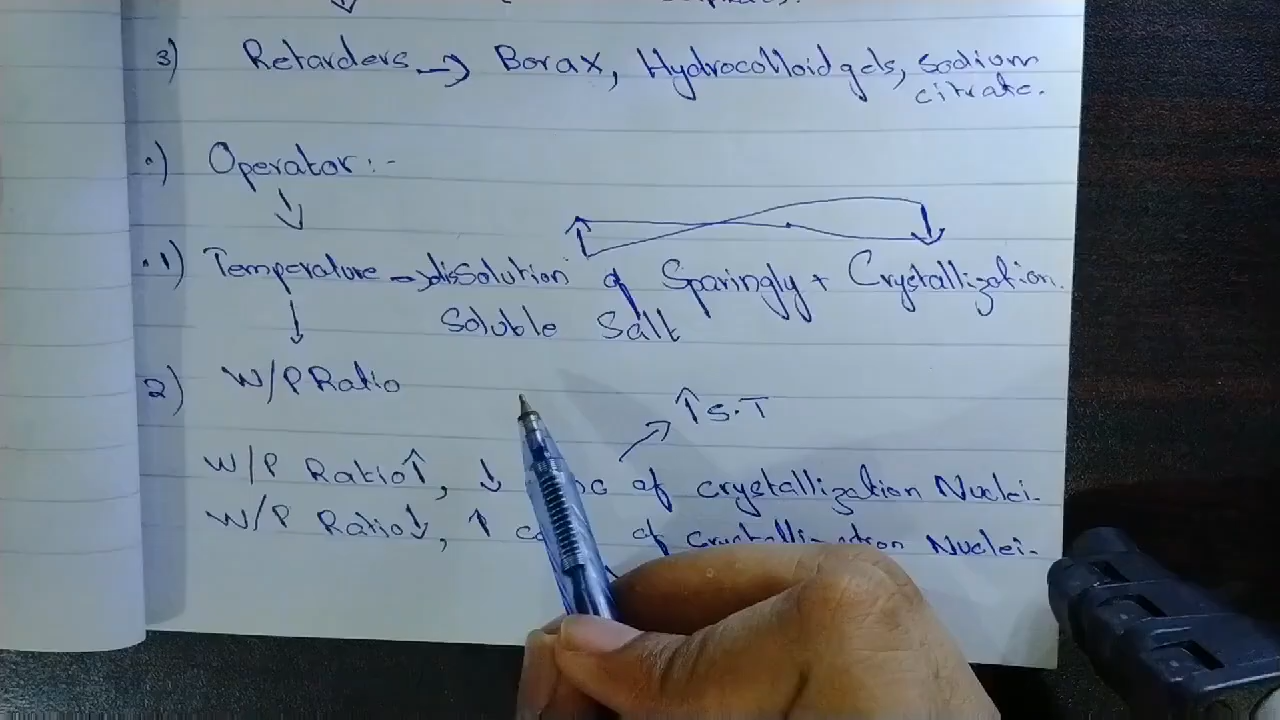 3) Retarders → Borax, Hydrocolloid gels, Sodium
citrate.
.) Operator :-
.1) Temperature → dissolution of Sparingly + Crystallization.
Soluble Salt
2) W/P Ratio
↑ S.T
W/P Ratio↑, ↓ of crystallization Nuclei.
W/P Ratio↓, ↑ of crystallization Nuclei.